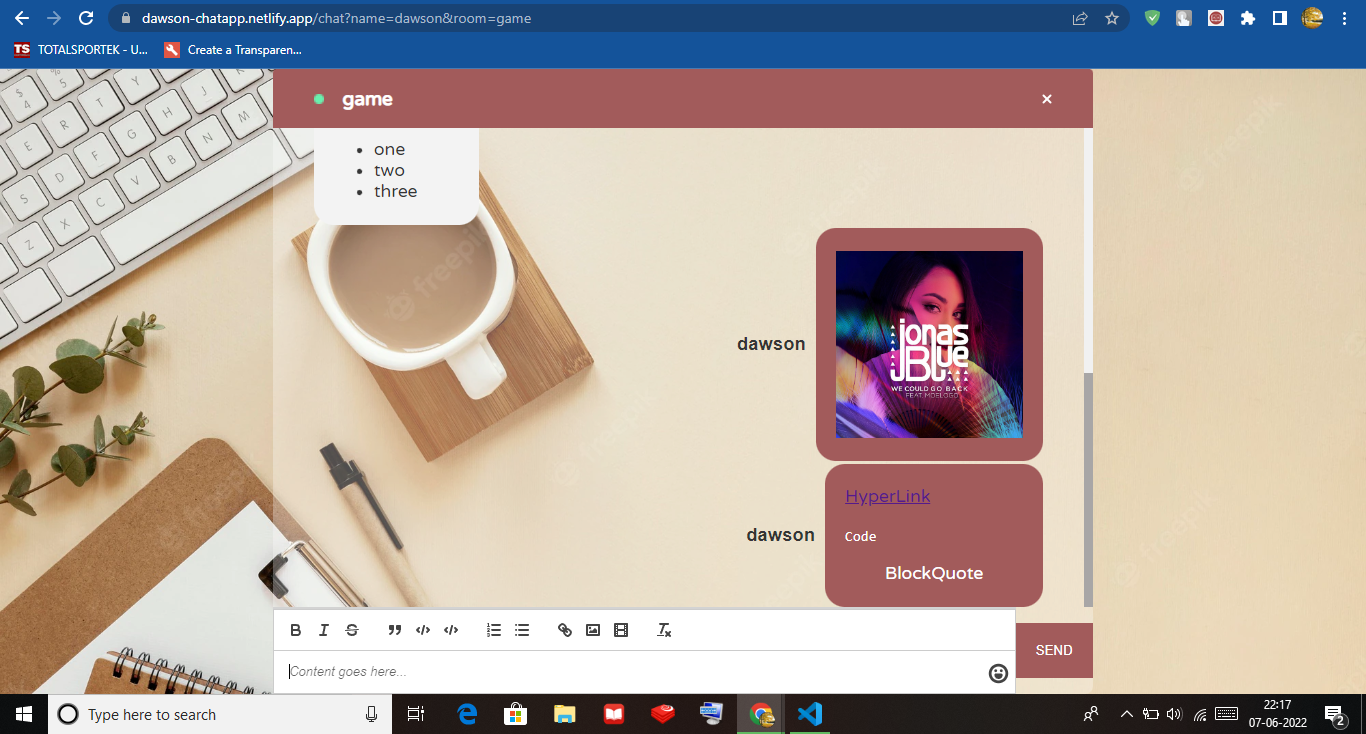 dawson-chatapp.netlify.app/chat?name=dawson&room=game
TS TOTALSPORTEK - U...
Create a Transparen...
game
one
two
three
dawson
jonas
Blue
WE COULD GO BACK
FEAT. MOELOGO
dawson
HyperLink
Code
BlockQuote
Content goes here...
SEND
Type here to search
22:17
07-06-2022
2
freepik